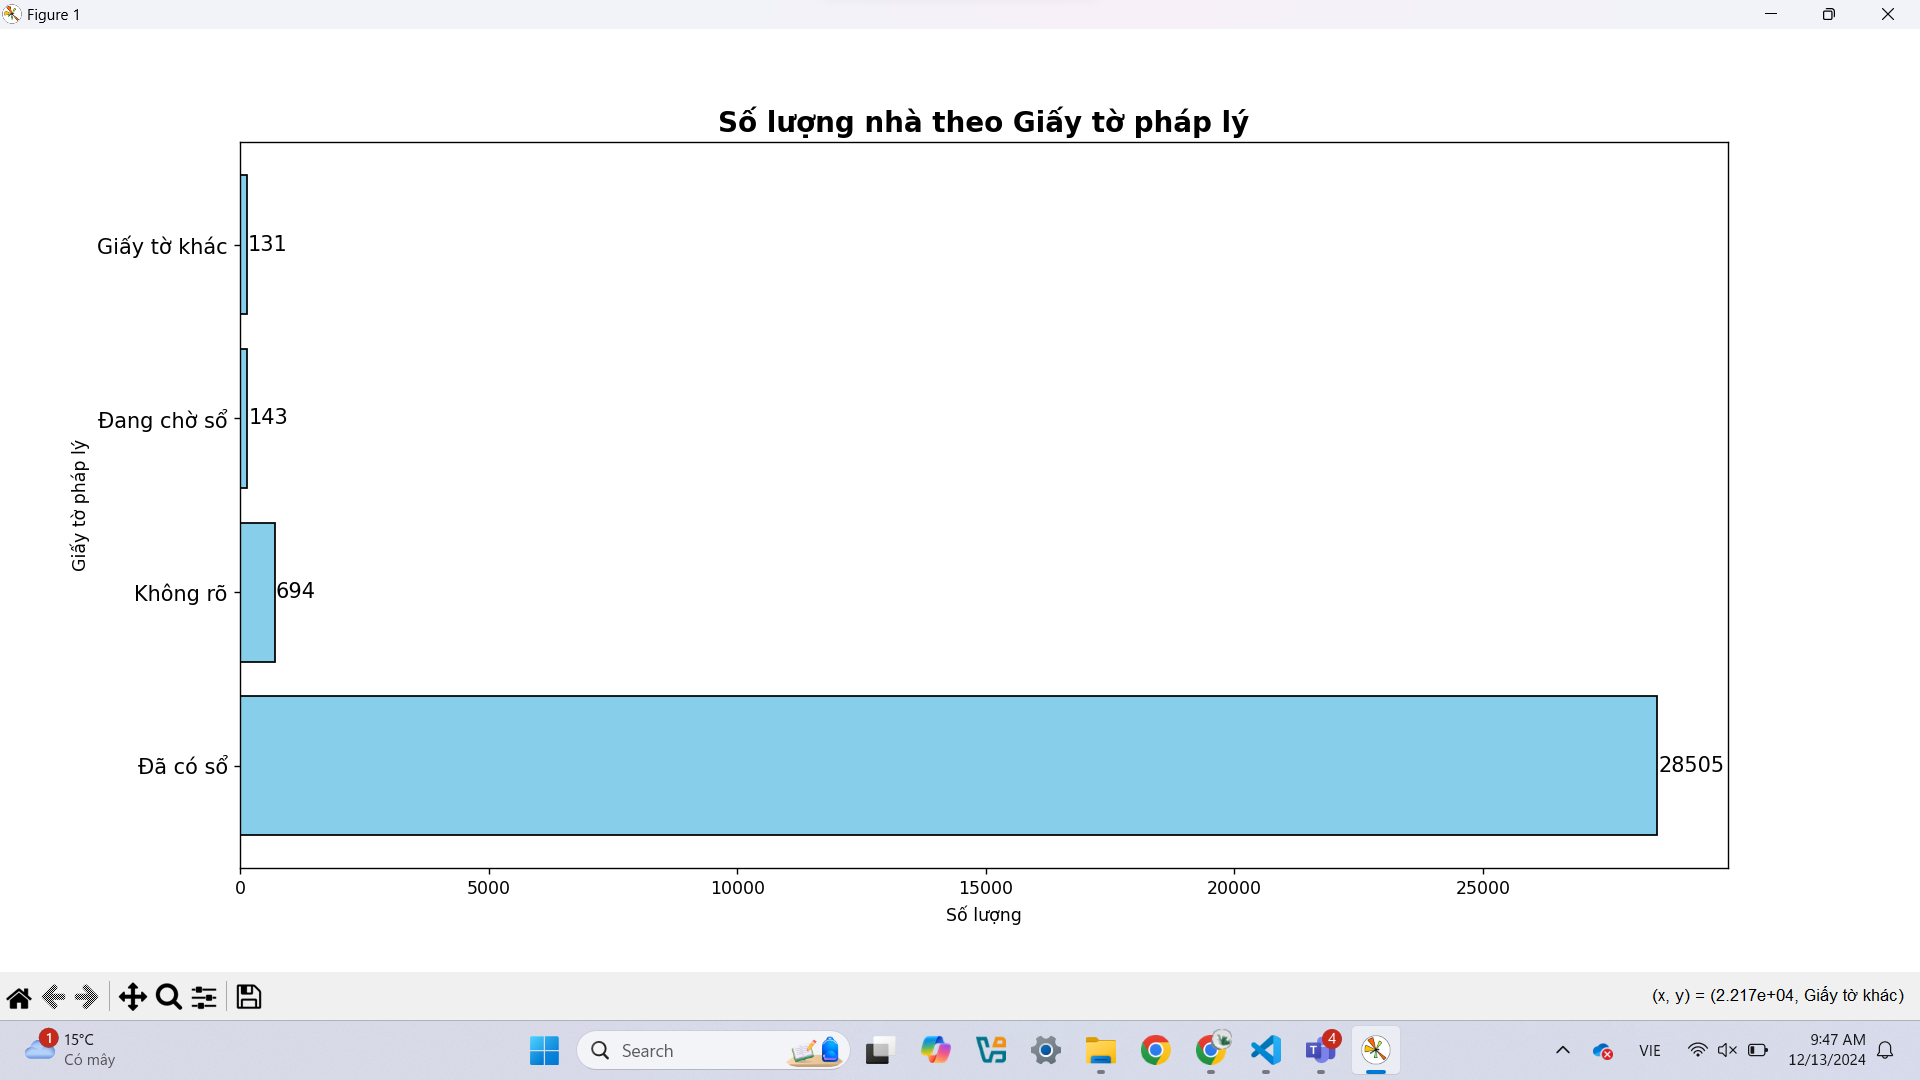 Figure 1
Số lượng nhà theo Giấy tờ pháp lý
Giấy tờ khác
131
Đang chờ sổ
143
Giấy tờ pháp lý
Không rõ
694
Đã có sổ
28505
0 5000 10000 15000 20000 25000
Số lượng
(x, y) = (2.217e+04, Giấy tờ khác)
1
15°C
Có mây
Search
4
VIE
9:47 AM
12/13/2024